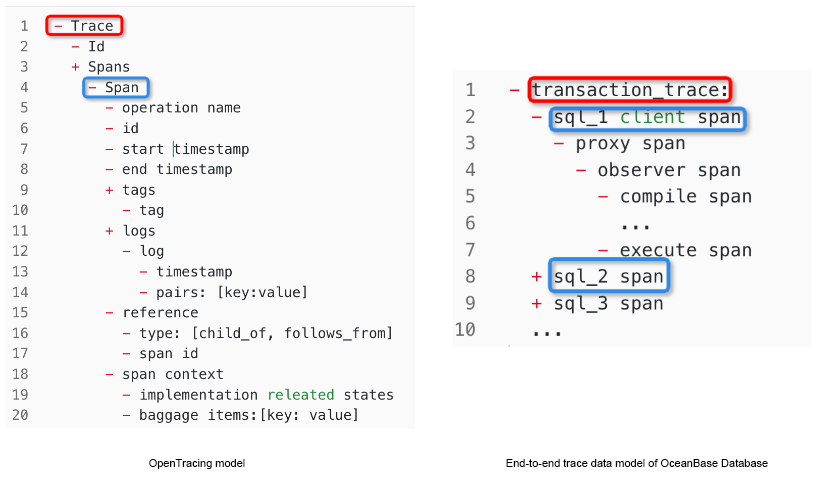 1 - Trace
2 - Id
3 + Spans
4 - Span
5 - operation name
6 - id
7 - start timestamp
8 - end timestamp
9 + tags
10 - tag
11 + logs
12 - log
13 - timestamp
14 - pairs: [key:value]
15 - reference
16 - type: [child_of, follows_from]
17 - span id
18 - span context
19 - implementation releated states
20 - baggage items:[key: value]
OpenTracing model
1 - transaction_trace:
2 - sql_1 client span
3 - proxy span
4 - observer span
5 - compile span
6 ...
7 - execute span
8 + sql_2 span
9 + sql_3 span
10 ...
End-to-end trace data model of OceanBase Database